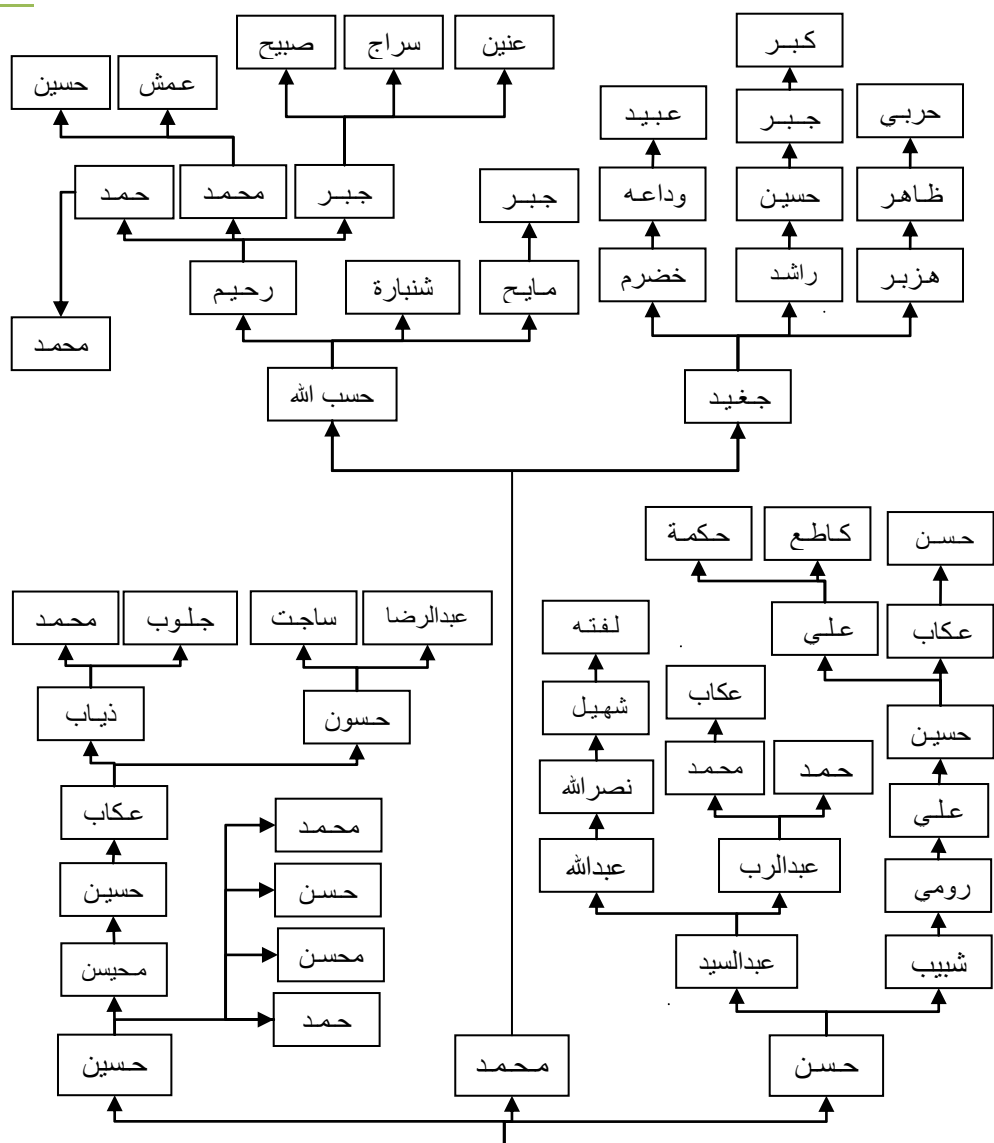 كبر
عنين
سراج
صبيح
عمش
حسين
حربي
جبر
عبيد
ظاهر
حسين
وداعه
جبر
جبر
محمد
حمد
هزبر
راشد
خضرم
مايح
شنبارة
رحيم
محمد
جغيد
حسب الله
حسن
كاطع
حكمة
عكاب
علي
لفته
عبدالرضا
ساجت
جلوب
محمد
حسين
عكاب
شهيل
حسون
ذياب
علي
حمد
محمد
نصرالله
عكاب
محمد
رومي
عبدالرب
عبدالله
حسن
حسين
شبيب
عبدالسيد
محسن
محيسن
حمد
حسن
محمد
حسين